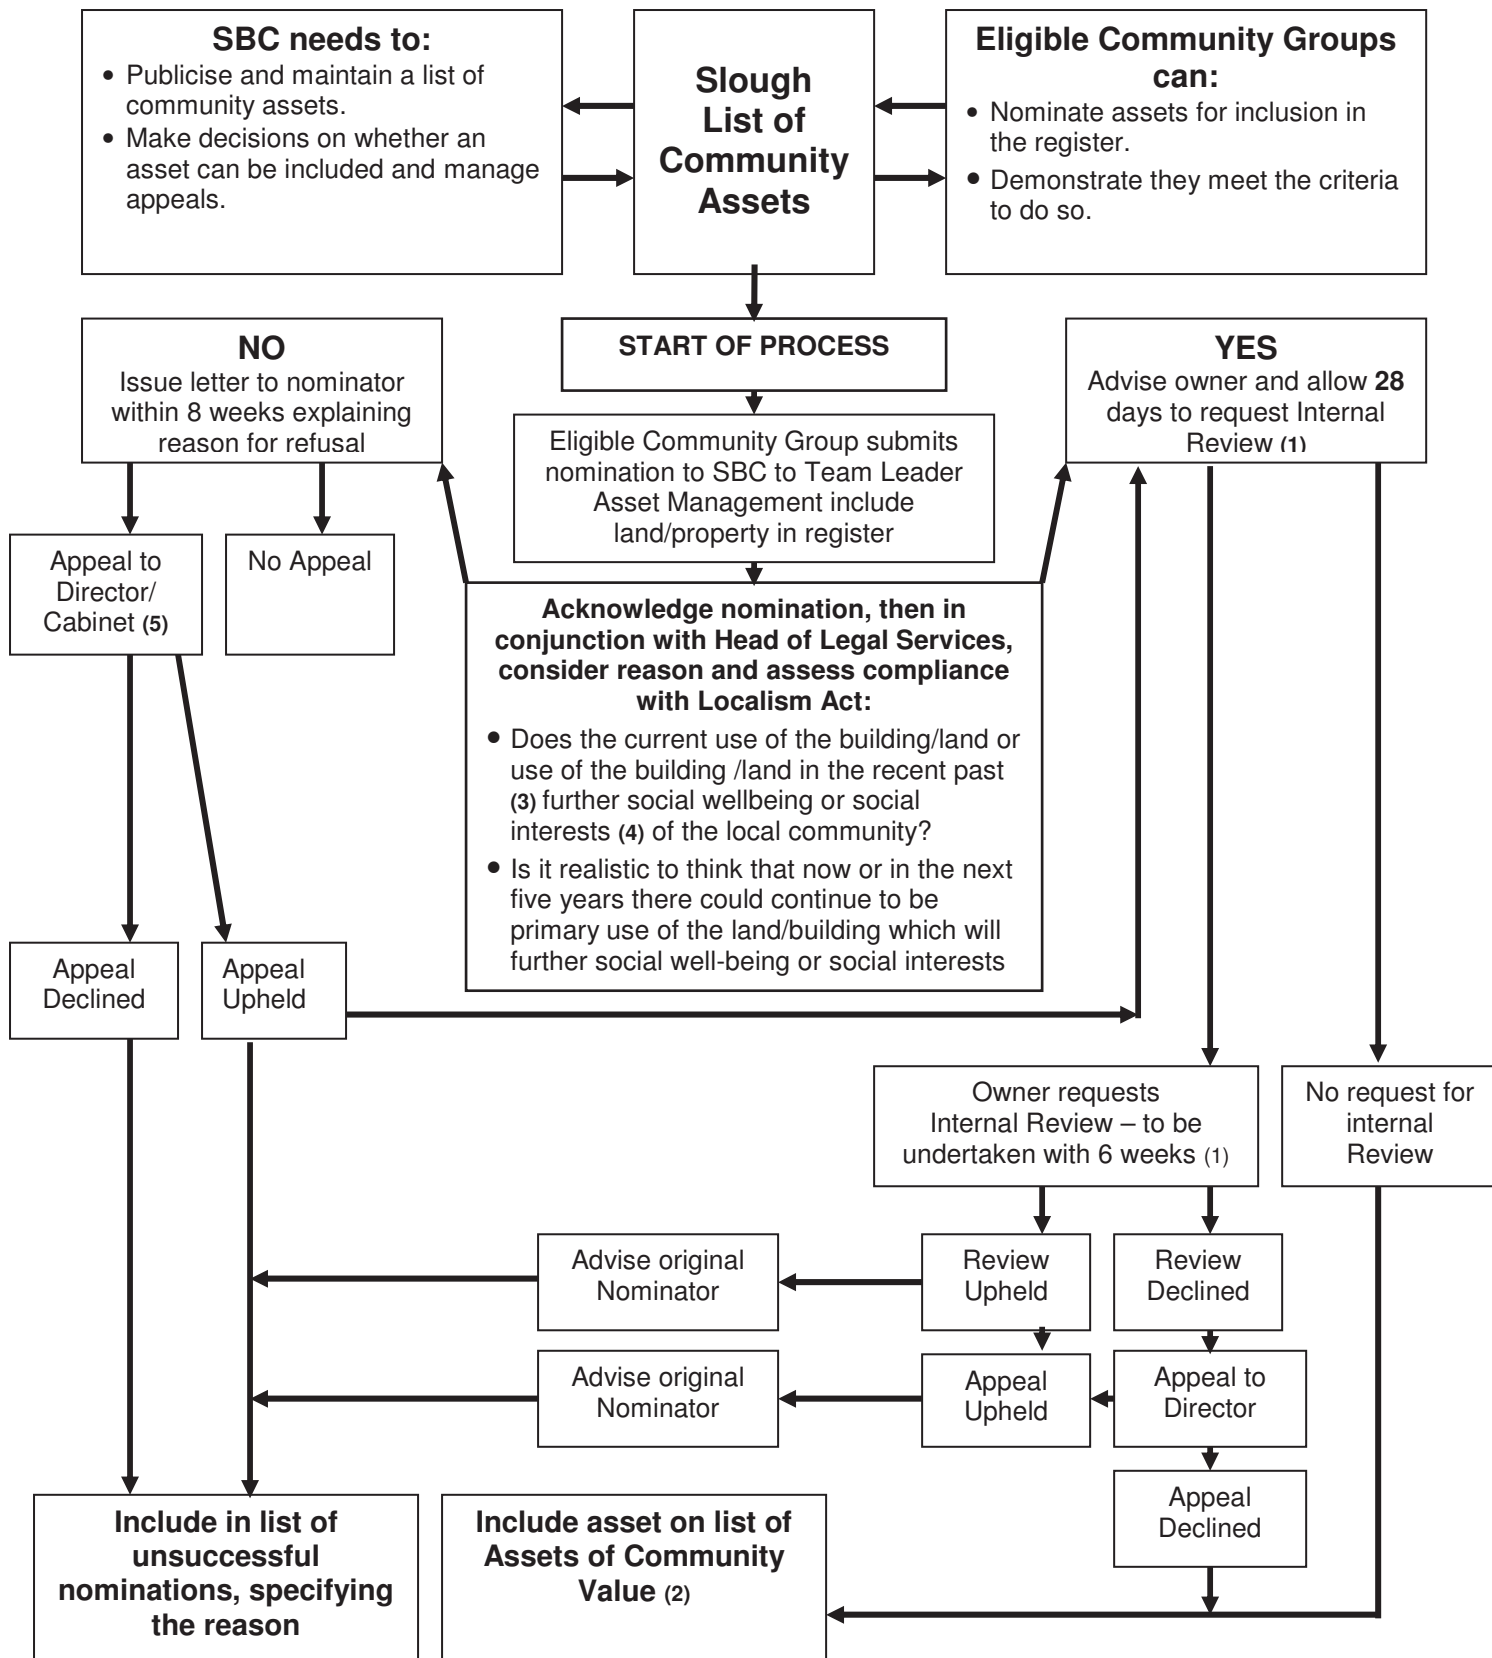 SBC needs to:
• Publicise and maintain a list of
community assets.
• Make decisions on whether an
asset can be included and manage
appeals.
Slough
List of
Community
Assets
Eligible Community Groups
can:
• Nominate assets for inclusion in
the register.
• Demonstrate they meet the criteria
to do so.
NO
Issue letter to nominator
within 8 weeks explaining
reason for refusal
START OF PROCESS
YES
Advise owner and allow 28
days to request Internal
Review (1)
Eligible Community Group submits
nomination to SBC to Team Leader
Asset Management include
land/property in register
Appeal to
Director/
Cabinet (5)
No Appeal
Acknowledge nomination, then in
conjunction with Head of Legal Services,
consider reason and assess compliance
with Localism Act:
• Does the current use of the building/land or
use of the building /land in the recent past
(3) further social wellbeing or social
interests (4) of the local community?
• Is it realistic to think that now or in the next
five years there could continue to be
primary use of the land/building which will
further social well-being or social interests
Appeal
Declined
Appeal
Upheld
Owner requests
Internal Review – to be
undertaken with 6 weeks (1)
No request for
internal
Review
Advise original
Nominator
Review
Upheld
Review
Declined
Advise original
Nominator
Appeal
Upheld
Appeal to
Director
Appeal
Declined
Include in list of
unsuccessful
nominations, specifying
the reason
Include asset on list of
Assets of Community
Value (2)